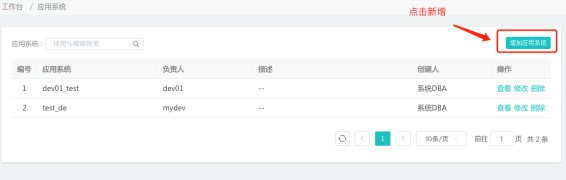 工作台 / 应用系统
点击新增
应用系统: 使用%模糊搜索 增加应用系统
编号 应用系统 负责人 描述 创建人 操作
1 dev01_test dev01 -- 系统DBA 查看 修改 删除
2 test_de mydev -- 系统DBA 查看 修改 删除
< 1 > 10条/页 前往 1 页 共 2 条